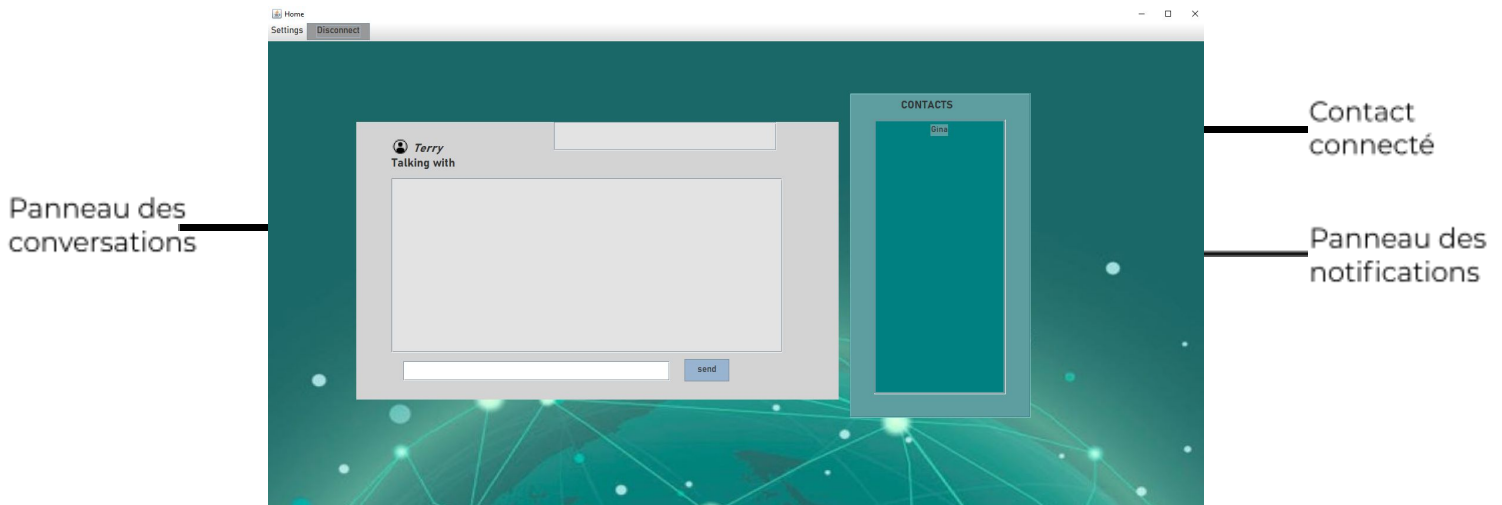 Home
Settings Disconnect
CONTACTS
Contact
connecté
Gina
Terry
Talking with
Panneau des
conversations
Panneau des
notifications
send